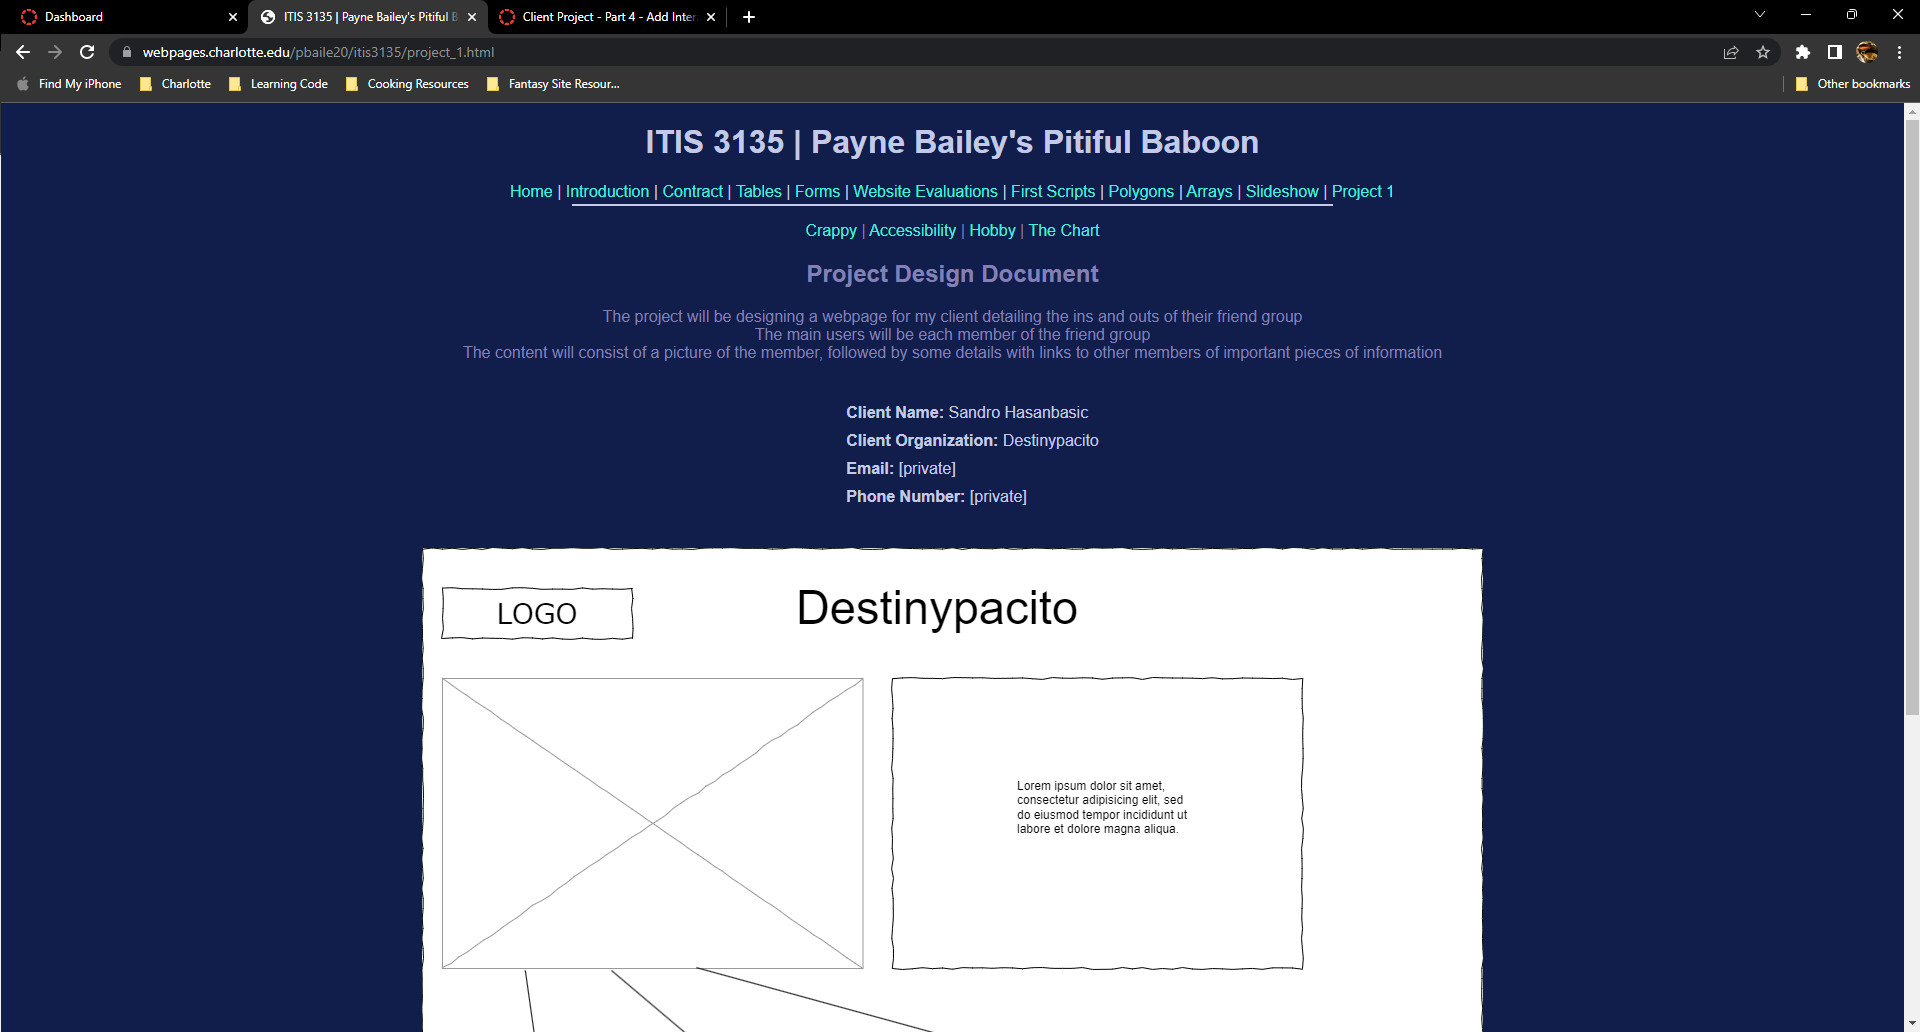 Dashboard
ITIS 3135 | Payne Bailey's Pitiful B
Client Project - Part 4 - Add Inter
webpages.charlotte.edu/pbaile20/itis3135/project_1.html
Find My iPhone
Charlotte
Learning Code
Cooking Resources
Fantasy Site Resour...
Other bookmarks
ITIS 3135 | Payne Bailey's Pitiful Baboon
Home | Introduction | Contract | Tables | Forms | Website Evaluations | First Scripts | Polygons | Arrays | Slideshow | Project 1
Crappy | Accessibility | Hobby | The Chart
Project Design Document
The project will be designing a webpage for my client detailing the ins and outs of their friend group
The main users will be each member of the friend group
The content will consist of a picture of the member, followed by some details with links to other members of important pieces of information
Client Name: Sandro Hasanbasic
Client Organization: Destinypacito
Email: [private]
Phone Number: [private]
LOGO
Destinypacito
Lorem ipsum dolor sit amet,
consectetur adipisicing elit, sed
do eiusmod tempor incididunt ut
labore et dolore magna aliqua.